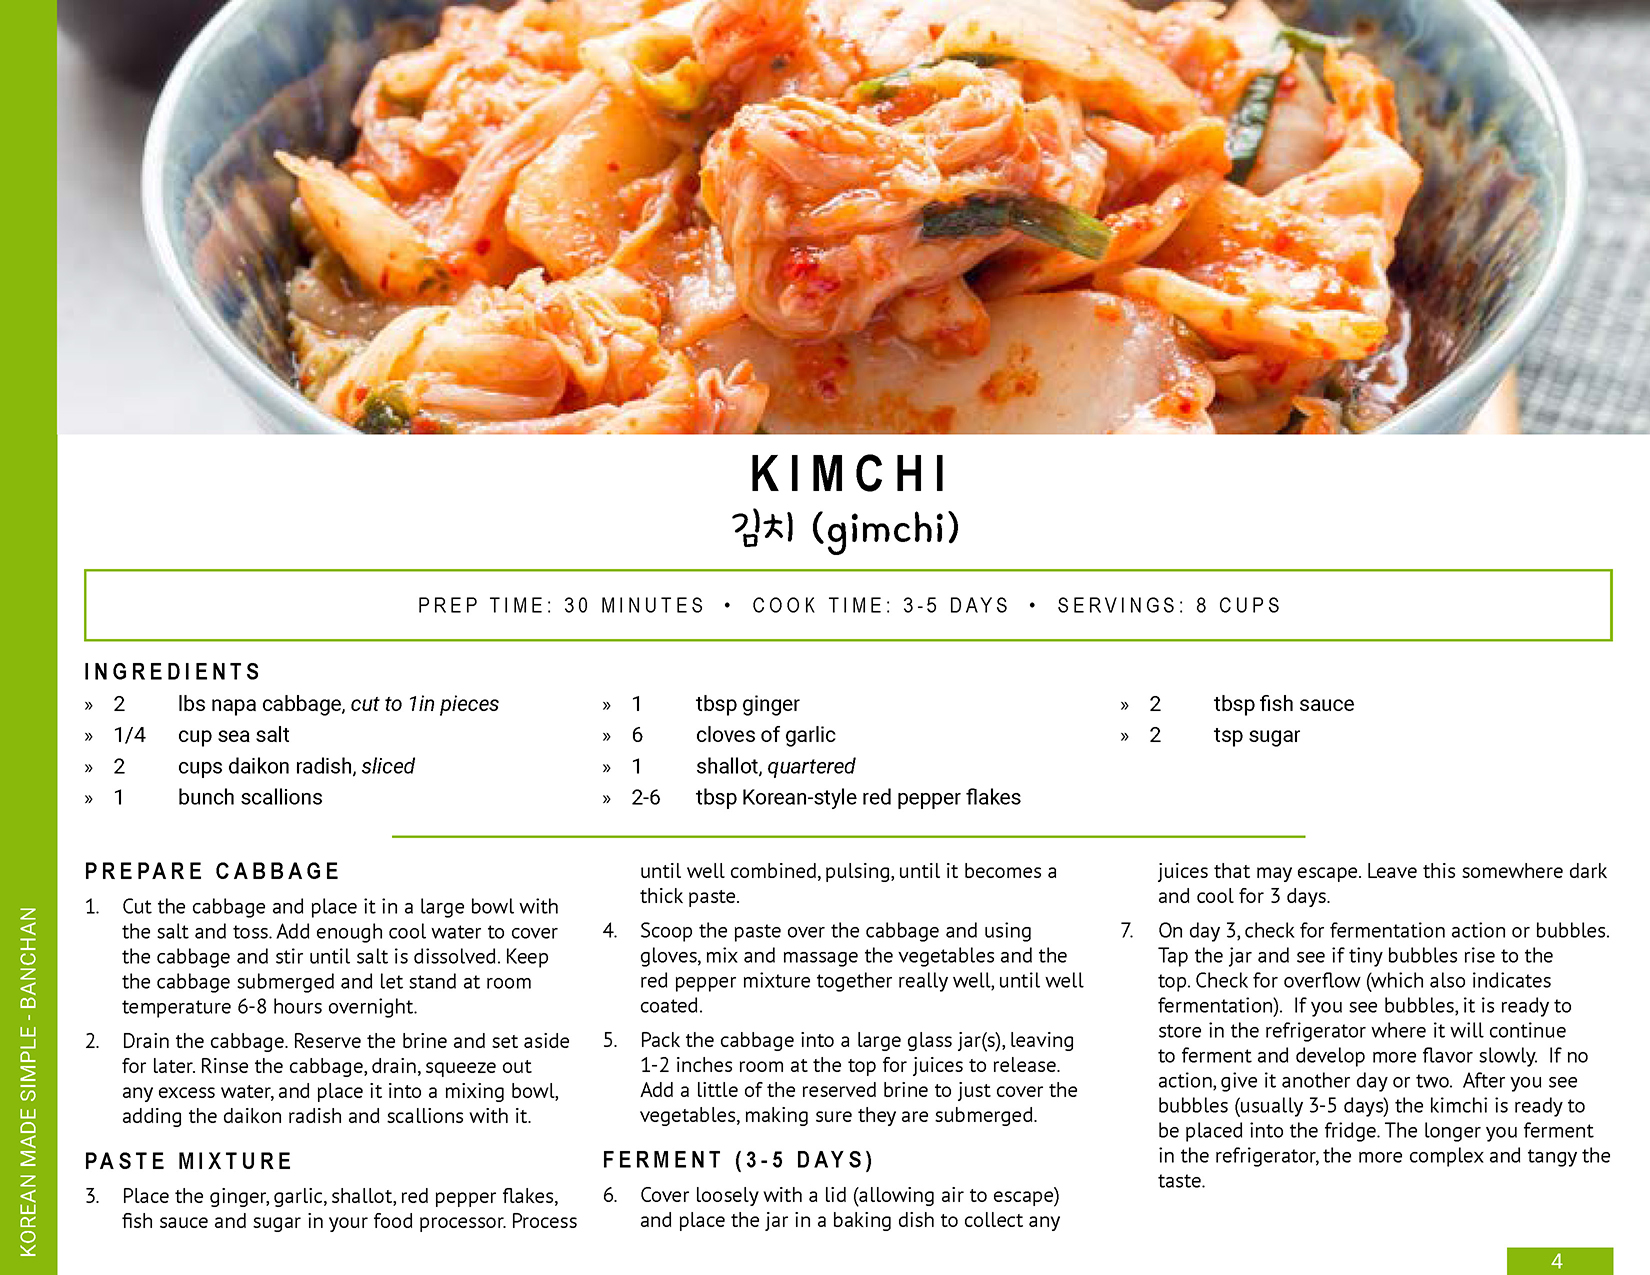 KIMCHI
김치 (gimchi)
PREP TIME: 30 MINUTES • COOK TIME: 3-5 DAYS • SERVINGS: 8 CUPS
INGREDIENTS
» 2 lbs napa cabbage, cut to 1in pieces
» 1/4 cup sea salt
» 2 cups daikon radish, sliced
» 1 bunch scallions
» 1 tbsp ginger
» 6 cloves of garlic
» 1 shallot, quartered
» 2-6 tbsp Korean-style red pepper flakes
» 2 tbsp fish sauce
» 2 tsp sugar
PREPARE CABBAGE
1. Cut the cabbage and place it in a large bowl with
the salt and toss. Add enough cool water to cover
the cabbage and stir until salt is dissolved. Keep
the cabbage submerged and let stand at room
temperature 6-8 hours overnight.
2. Drain the cabbage. Reserve the brine and set aside
for later. Rinse the cabbage, drain, squeeze out
any excess water, and place it into a mixing bowl,
adding the daikon radish and scallions with it.
PASTE MIXTURE
3. Place the ginger, garlic, shallot, red pepper flakes,
fish sauce and sugar in your food processor. Process
until well combined, pulsing, until it becomes a
thick paste.
4. Scoop the paste over the cabbage and using
gloves, mix and massage the vegetables and the
red pepper mixture together really well, until well
coated.
5. Pack the cabbage into a large glass jar(s), leaving
1-2 inches room at the top for juices to release.
Add a little of the reserved brine to just cover the
vegetables, making sure they are submerged.
FERMENT (3-5 DAYS)
6. Cover loosely with a lid (allowing air to escape)
and place the jar in a baking dish to collect any
juices that may escape. Leave this somewhere dark
and cool for 3 days.
7. On day 3, check for fermentation action or bubbles.
Tap the jar and see if tiny bubbles rise to the
top. Check for overflow (which also indicates
fermentation). If you see bubbles, it is ready to
store in the refrigerator where it will continue
to ferment and develop more flavor slowly. If no
action, give it another day or two. After you see
bubbles (usually 3-5 days) the kimchi is ready to
be placed into the fridge. The longer you ferment
in the refrigerator, the more complex and tangy the
taste.
KOREAN MADE SIMPLE - BANCHAN
4